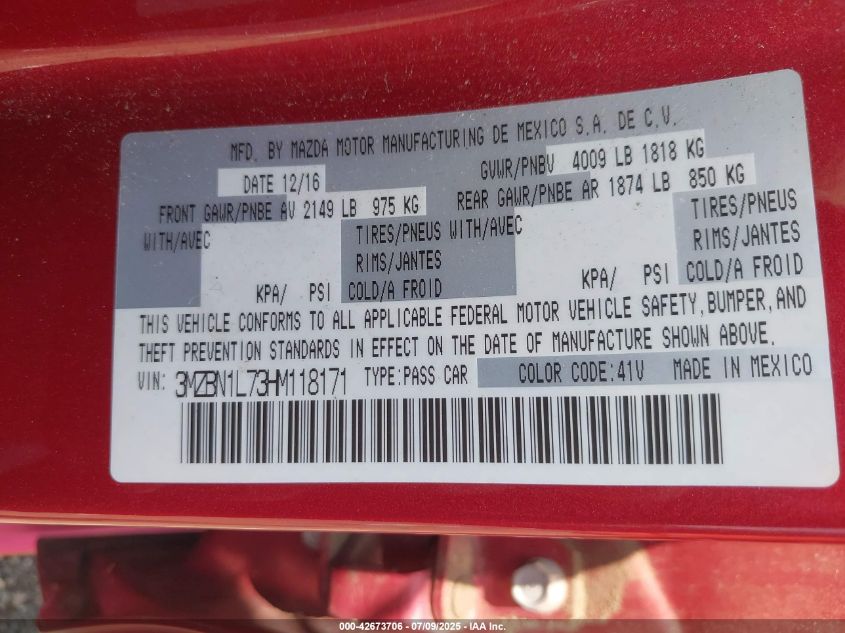 MFD. BY MAZDA MOTOR MANUFACTURING DE MEXICO S.A. DE C.V.
DATE 12/16 GVWR/PNBV 4009 LB 1818 KG
FRONT GAWR/PNBE AV 2149 LB 975 KG REAR GAWR/PNBE AR 1874 LB 850 KG
WITH/AVEC TIRES/PNEUS WITH/AVEC TIRES/PNEUS
RIMS/JANTES RIMS/JANTES
KPA/ PSI COLD/A FROID KPA/ PSI COLD/A FROID
THIS VEHICLE CONFORMS TO ALL APPLICABLE FEDERAL MOTOR VEHICLE SAFETY, BUMPER, AND
THEFT PREVENTION STANDARDS IN EFFECT ON THE DATE OF MANUFACTURE SHOWN ABOVE.
VIN: 3MZBN1L73HM118171 TYPE:PASS CAR COLOR CODE:41V MADE IN MEXICO
000-42673706 - 07/09/2025 - IAA Inc.